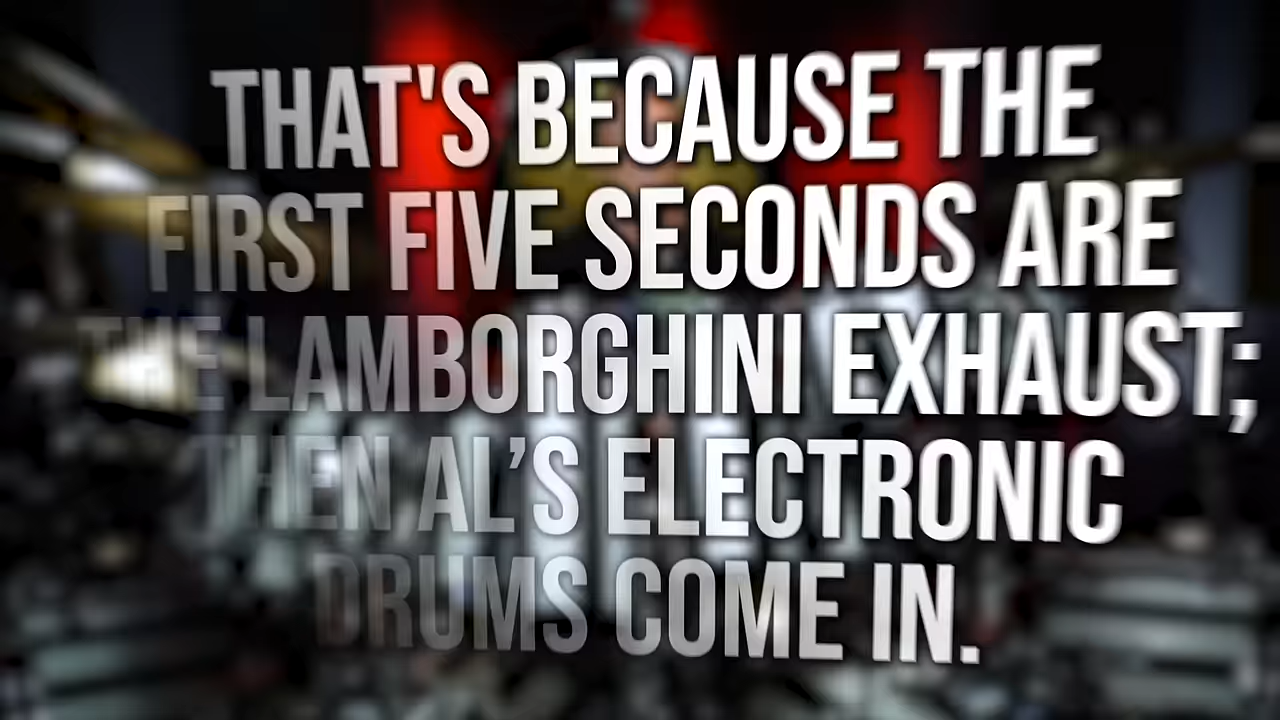 THAT'S BECAUSE THE
FIRST FIVE SECONDS ARE
THE LAMBORGHINI EXHAUST;
THEN AL’S ELECTRONIC
DRUMS COME IN.